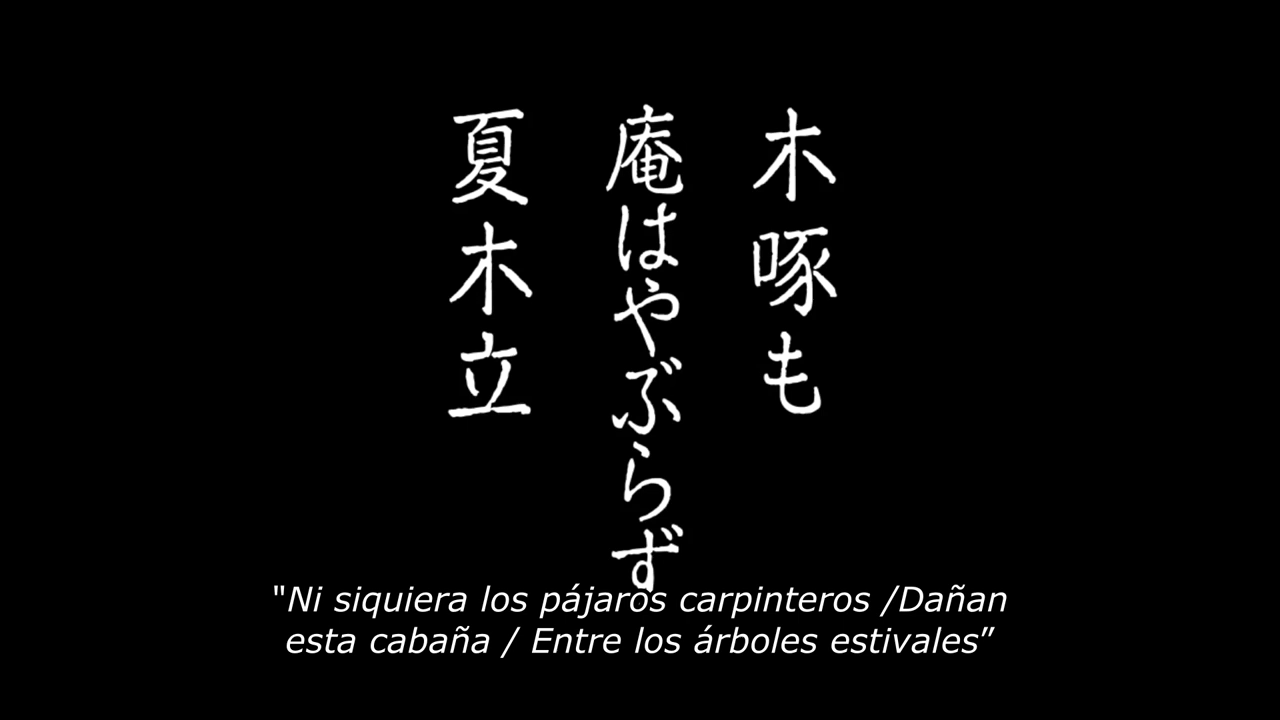 木啄も
庵はやぶらず
夏木立
"Ni siquiera los pájaros carpinteros /Dañan
esta cabaña / Entre los árboles estivales”